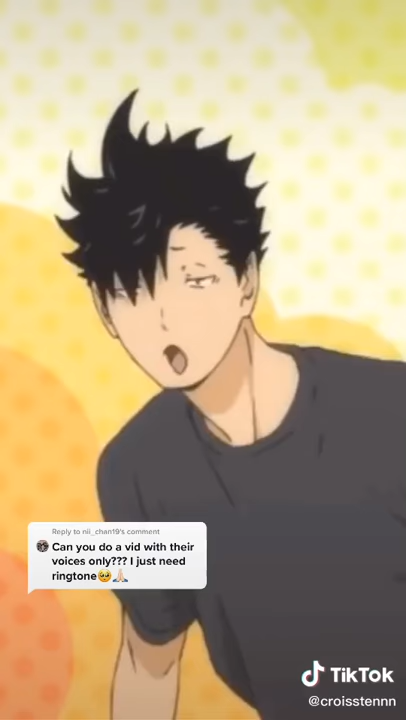 Reply to nii_chan19's comment
Can you do a vid with their
voices only??? I just need
ringtone🥺🙏🏻
TikTok
@croisstennn